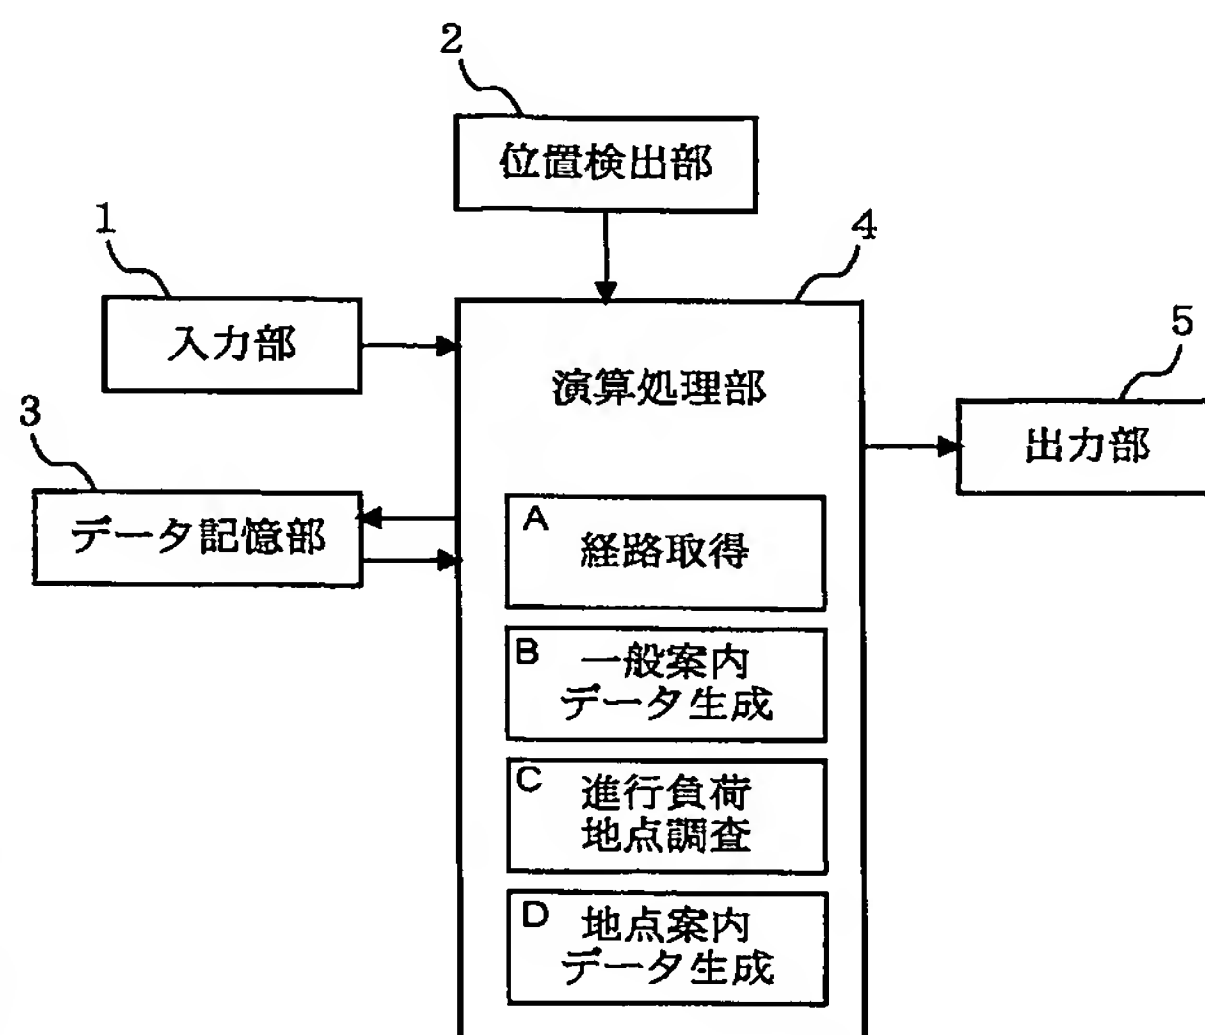 2
位置検出部
1
4
入力部
5
演算処理部
3
出力部
データ記憶部
A
経路取得
B
一般案内
データ生成
C
進行負荷
地点調査
D
地点案内
データ生成